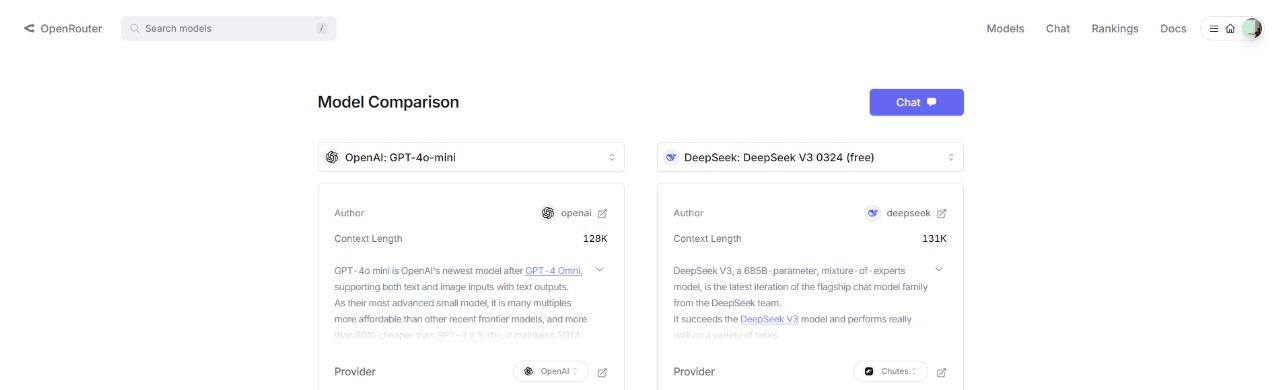 OpenRouter
Search models
/
Models
Chat
Rankings
Docs
Model Comparison
Chat
OpenAI: GPT-4o-mini
DeepSeek: DeepSeek V3 0324 (free)
Author
openai
Context Length
128K
GPT-4o mini is OpenAI's newest model after GPT-4 Omni,
supporting both text and image inputs with text outputs.
As their most advanced small model, it is many multiples
more affordable than other recent frontier models, and more
than 60% cheaper than GPT-3.5 Turbo. It maintains SOTA
Provider
OpenAI
Author
deepseek
Context Length
131K
DeepSeek V3, a 685B-parameter, mixture-of-experts
model, is the latest iteration of the flagship chat model family
from the DeepSeek team.
It succeeds the DeepSeek V3 model and performs really
well on a variety of tasks.
Provider
Chutes